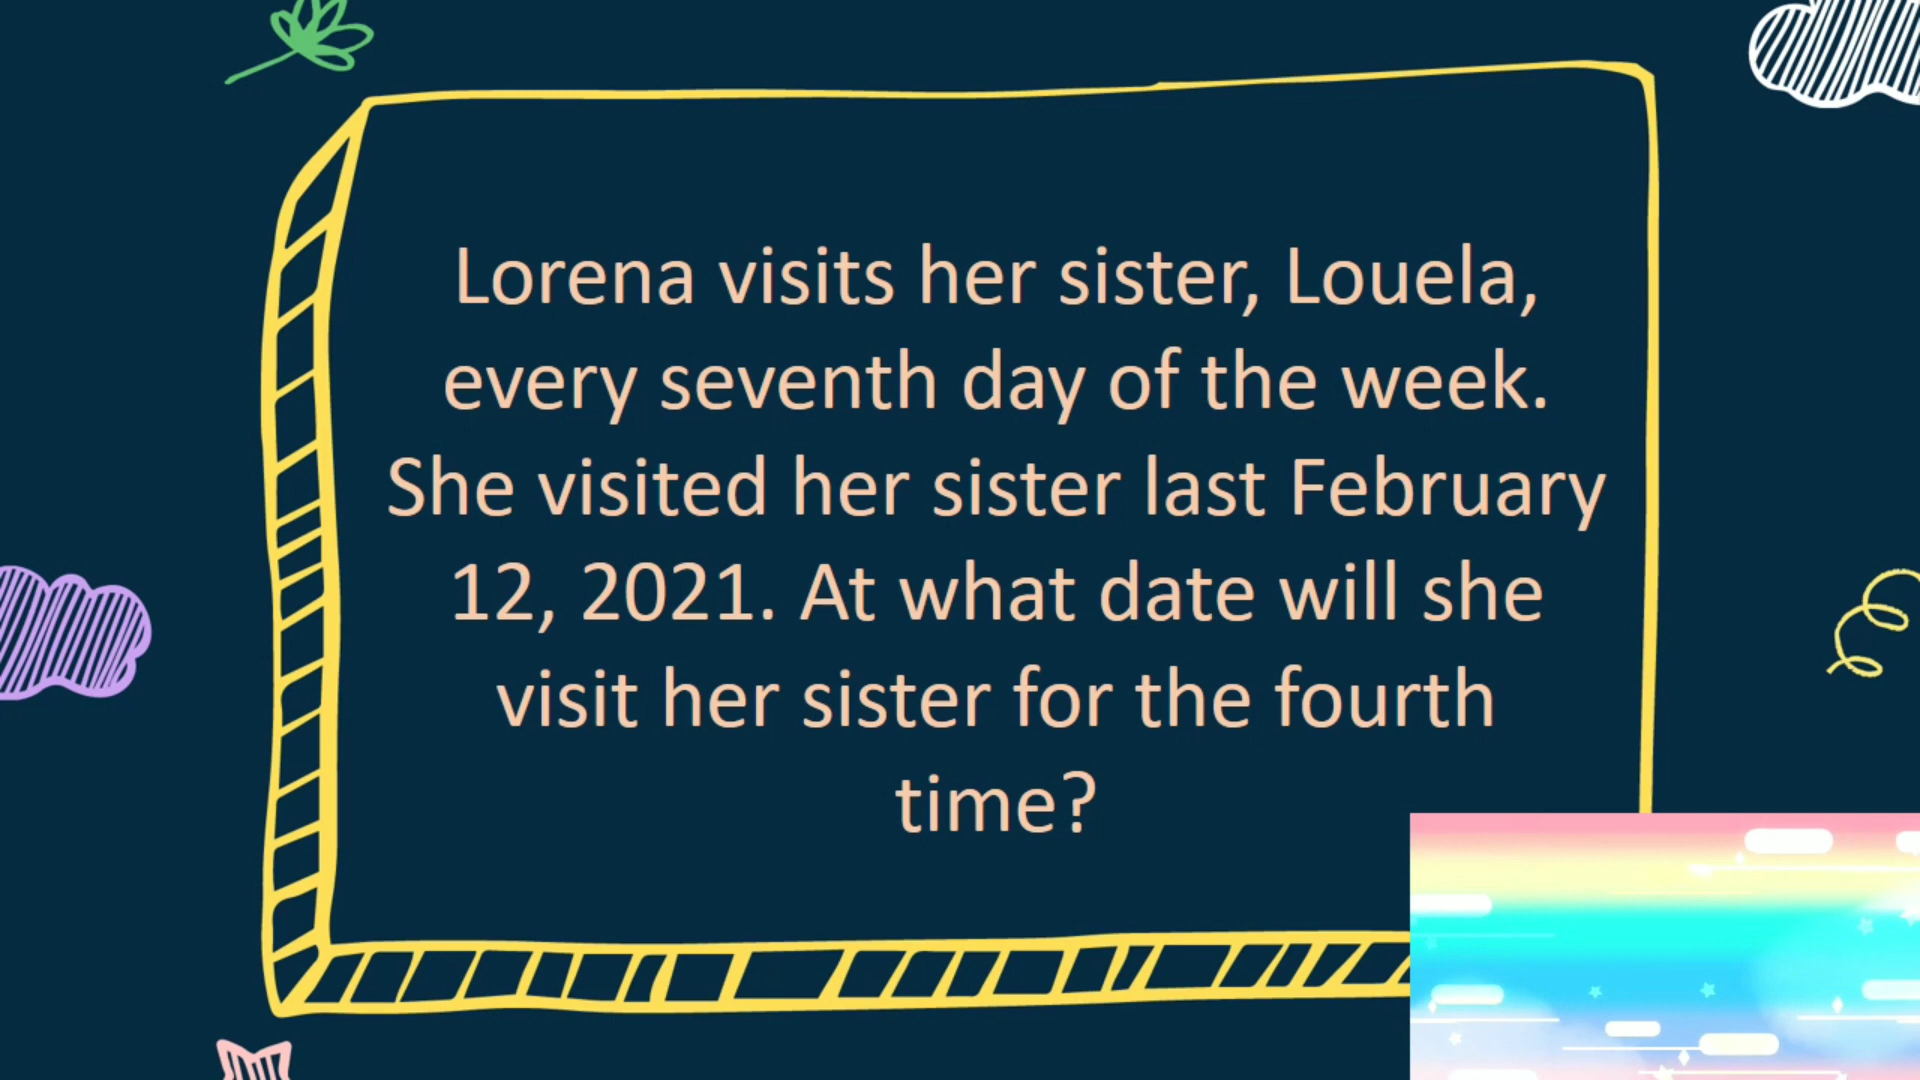 Lorena visits her sister, Louela,
every seventh day of the week.
She visited her sister last February
12, 2021. At what date will she
visit her sister for the fourth
time?